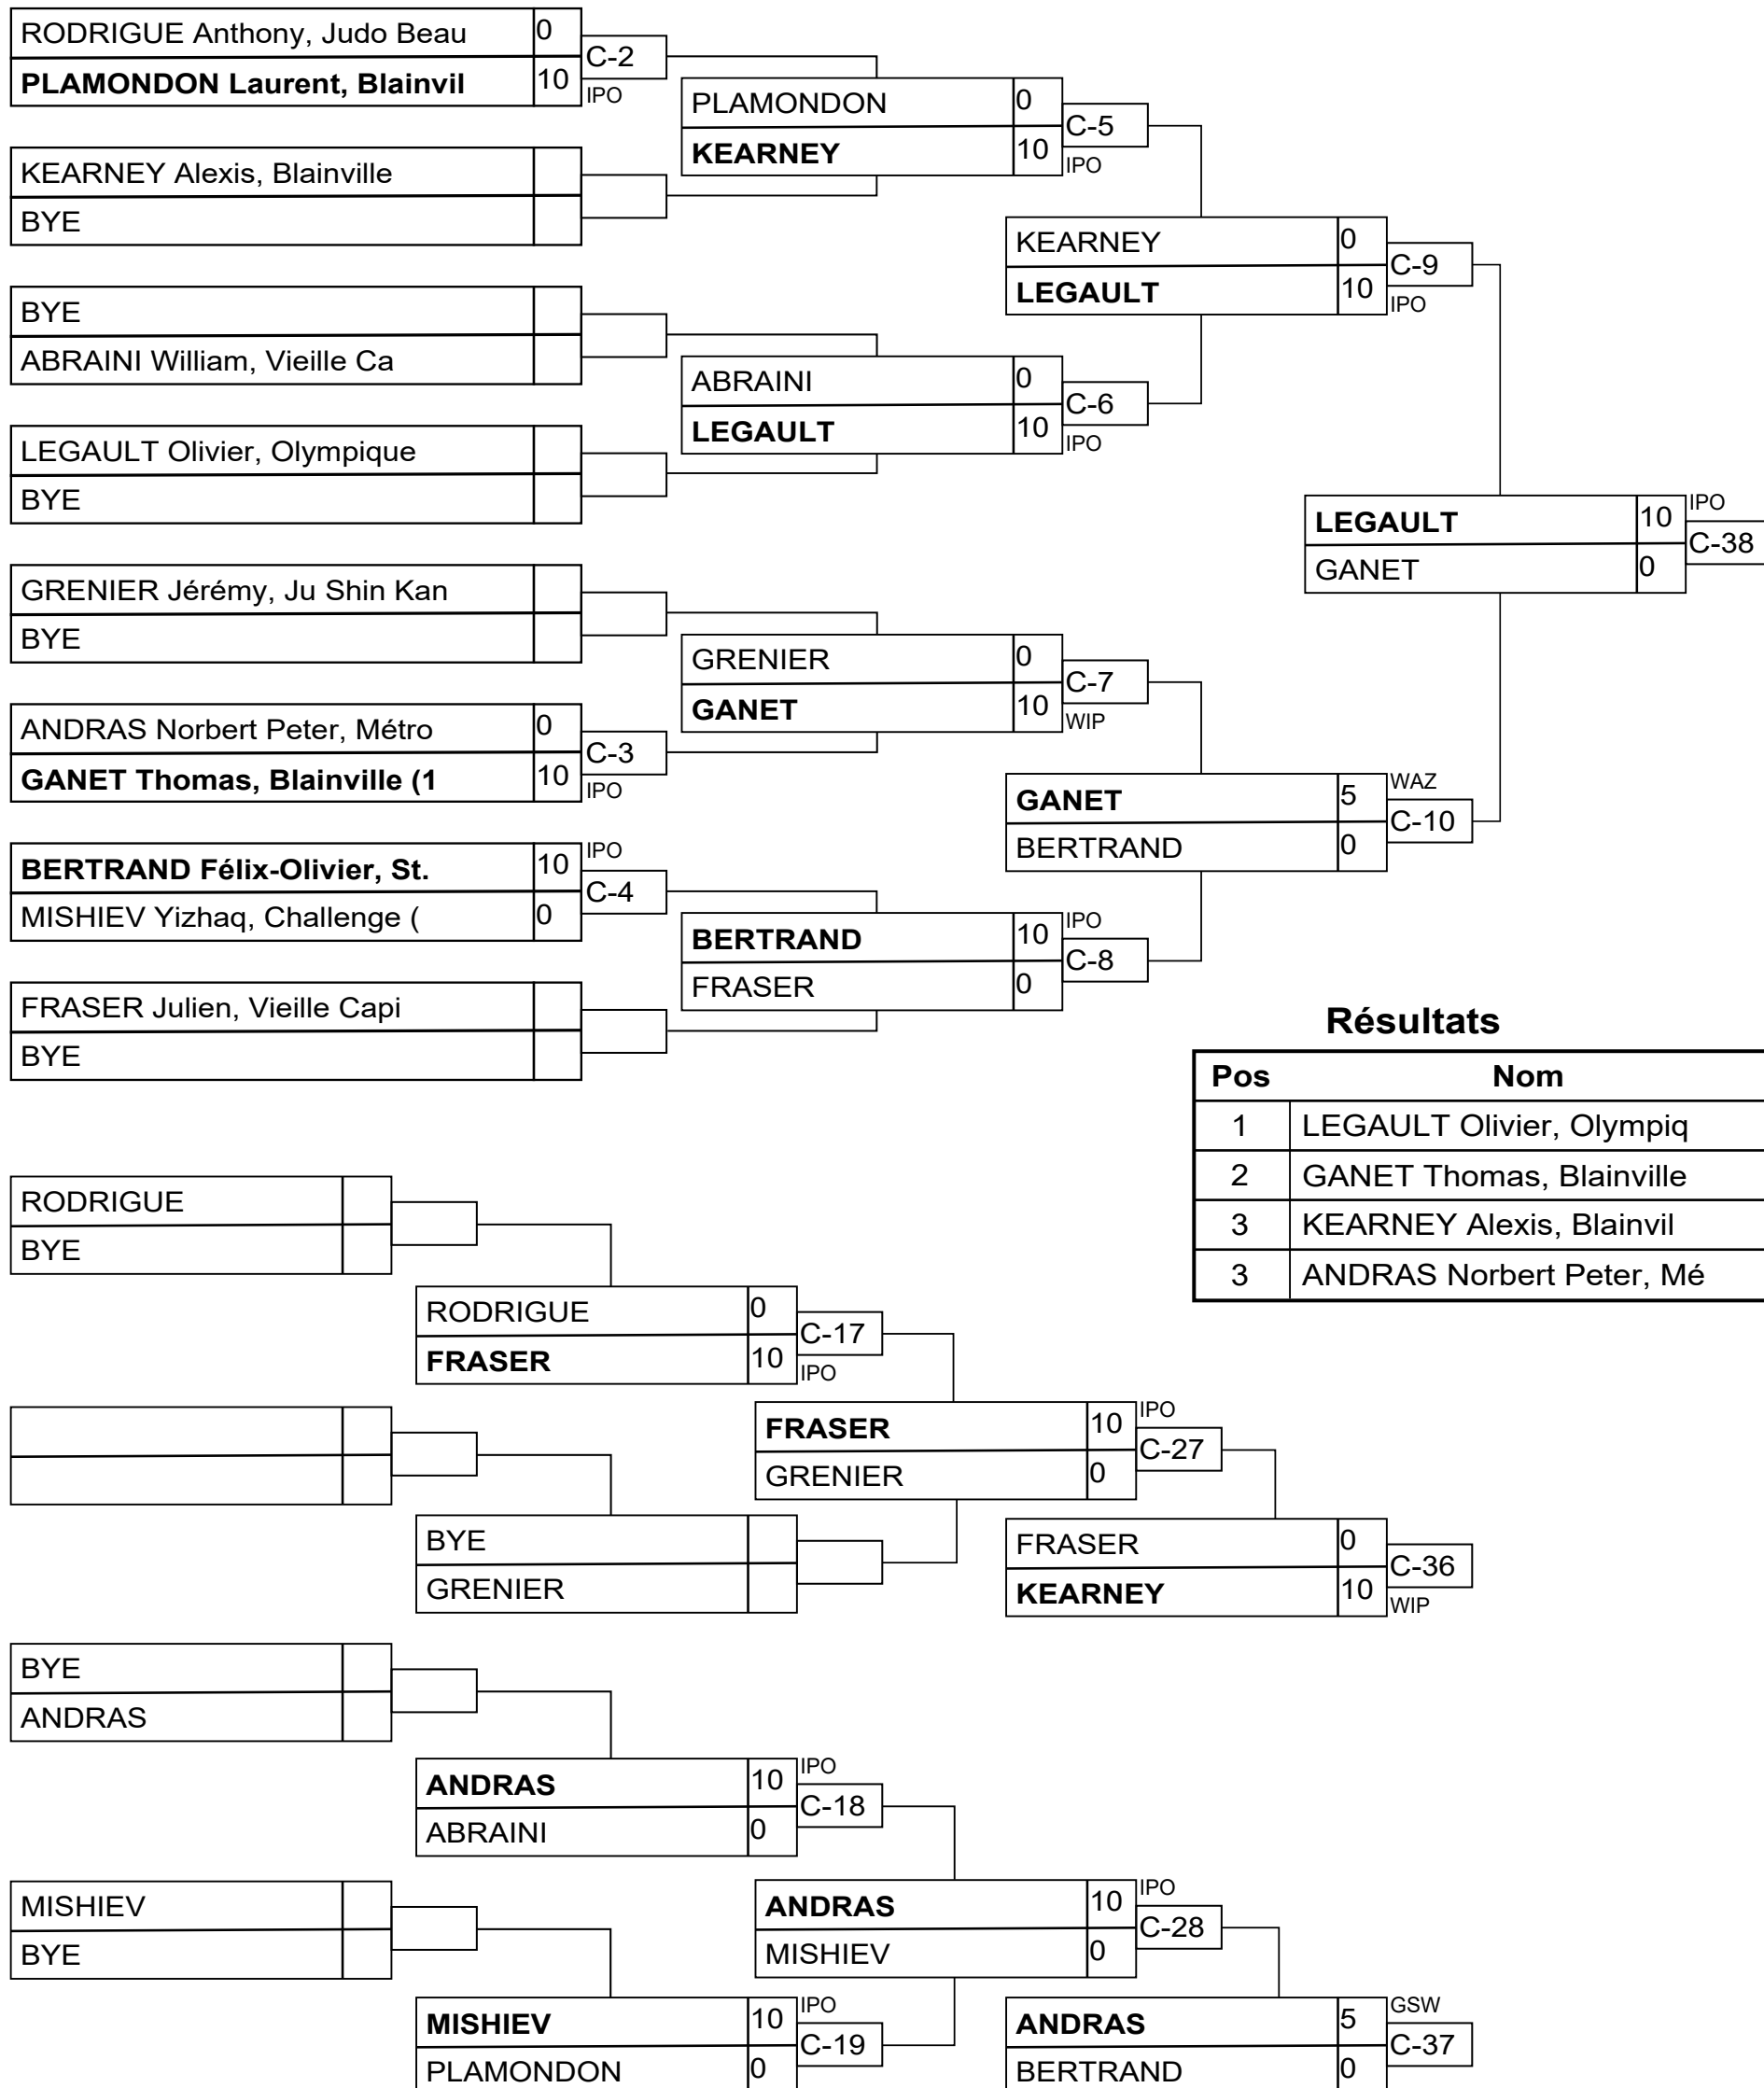 RODRIGUE Anthony, Judo Beau 0
C-2
PLAMONDON Laurent, Blainvil 10
IPO
KEARNEY Alexis, Blainville
BYE
BYE
ABRAINI William, Vieille Ca
LEGAULT Olivier, Olympique
BYE
GRENIER Jérémy, Ju Shin Kan
BYE
ANDRAS Norbert Peter, Métro 0
C-3
GANET Thomas, Blainville (1 10
IPO
BERTRAND Félix-Olivier, St. 10
IPO
C-4
MISHIEV Yizhaq, Challenge ( 0
FRASER Julien, Vieille Capi
BYE
PLAMONDON 0
C-5
KEARNEY 10
IPO
ABRAINI 0
C-6
LEGAULT 10
IPO
GRENIER 0
C-7
GANET 10
WIP
BERTRAND 10
IPO
C-8
FRASER 0
KEARNEY 0
C-9
LEGAULT 10
IPO
GANET 5
WAZ
C-10
BERTRAND 0
LEGAULT 10
IPO
C-38
GANET 0
Résultats
Pos Nom
1 LEGAULT Olivier, Olympiq
2 GANET Thomas, Blainville
3 KEARNEY Alexis, Blainvil
3 ANDRAS Norbert Peter, Mé
RODRIGUE
BYE
RODRIGUE 0
C-17
FRASER 10
IPO
FRASER 10
IPO
C-27
GRENIER 0
BYE
GRENIER
FRASER 0
C-36
KEARNEY 10
WIP
BYE
ANDRAS
ANDRAS 10
IPO
C-18
ABRAINI 0
MISHIEV
BYE
ANDRAS 10
IPO
C-28
MISHIEV 0
MISHIEV 10
IPO
C-19
PLAMONDON 0
ANDRAS 5
GSW
C-37
BERTRAND 0